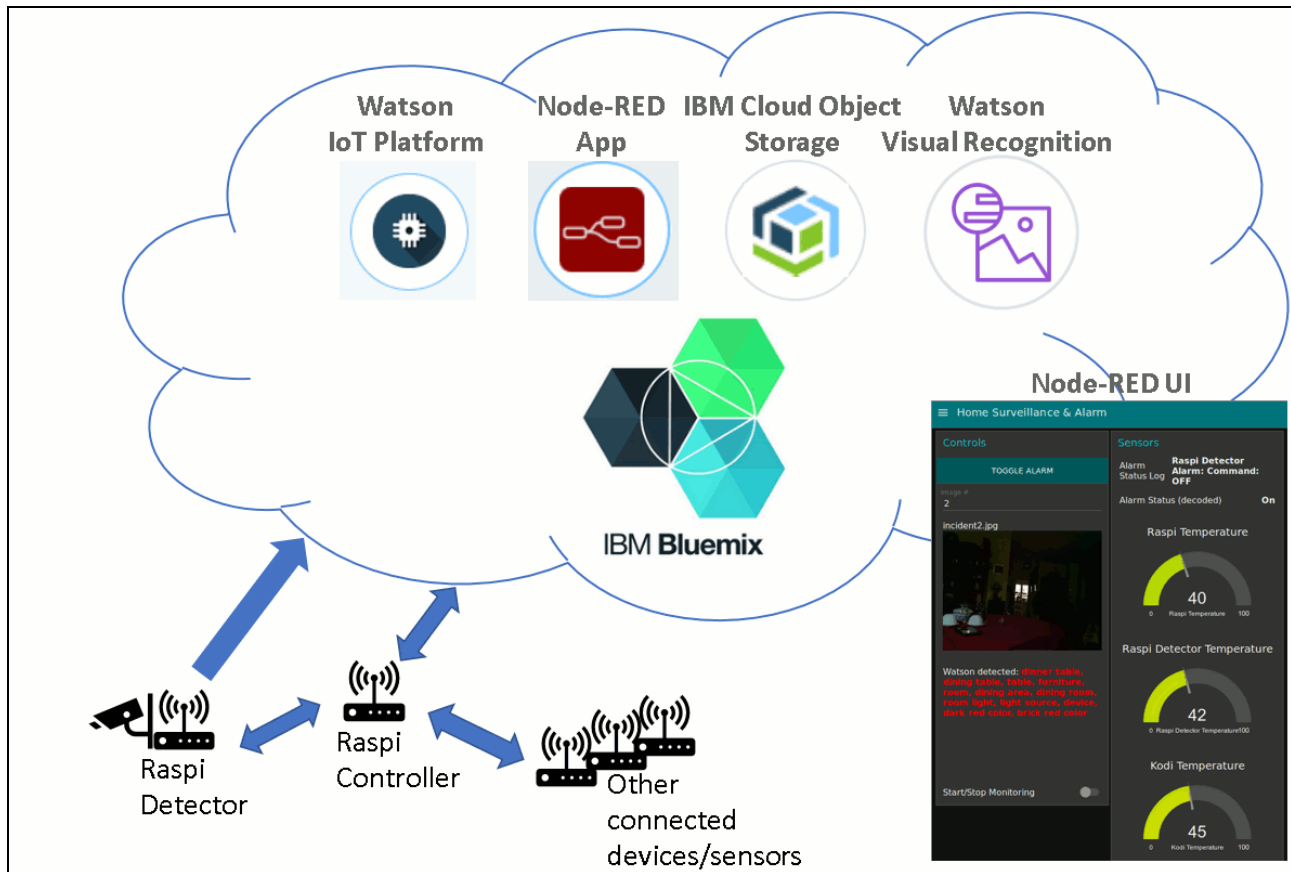 Watson
IoT Platform
Node-RED
App
IBM Cloud Object
Storage
Watson
Visual Recognition
IBM Bluemix
Node-RED UI
Home Surveillance & Alarm
Controls
TOGGLE ALARM
Image #
2
incident2.jpg
Watson detected: dinner table,
dining table, table, furniture,
room, dining area, dining room,
room light, light source, device,
dark red color, brick red color
Start/Stop Monitoring
Sensors
Alarm
Status Log
Raspi Detector
Alarm: Command:
OFF
Alarm Status (decoded) On
Raspi Temperature
40
0 Raspi Temperature 100
Raspi Detector Temperature
42
0 Raspi Detector Temperature 100
Kodi Temperature
45
0 Kodi Temperature 100
Raspi
Detector
Raspi
Controller
Other
connected
devices/sensors